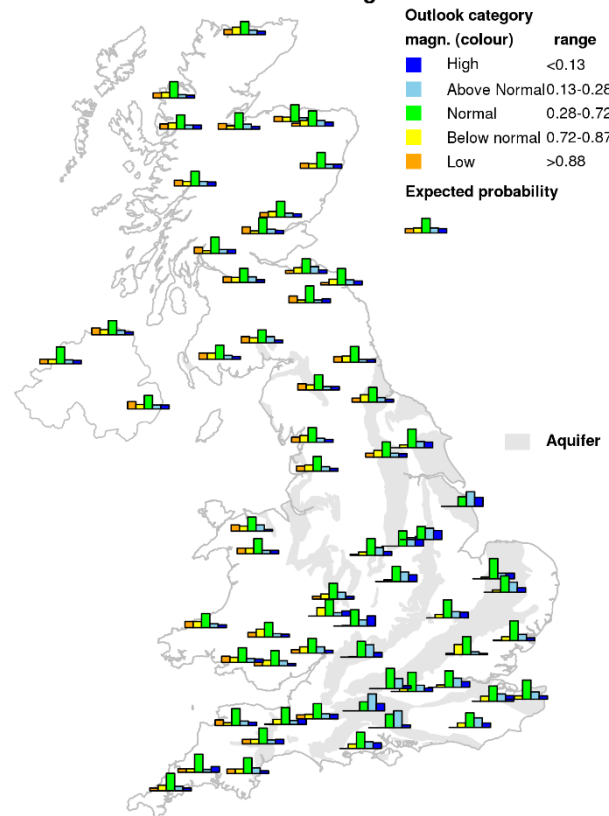 Outlook category
magn. (colour) range
High <0.13
Above Normal 0.13-0.28
Normal 0.28-0.72
Below normal 0.72-0.87
Low >0.88
Expected probability
Aquifer